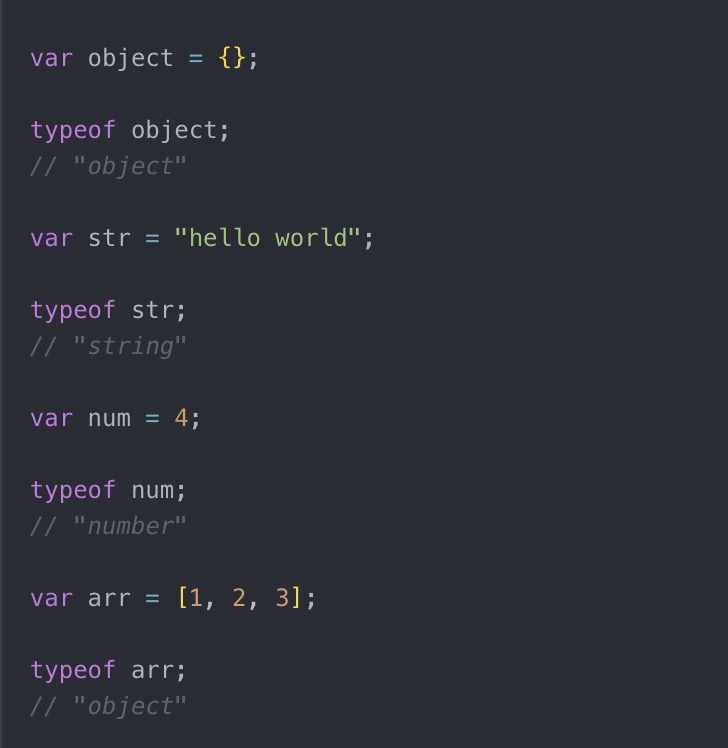 var object = {};
typeof object;
// "object"
var str = "hello world";
typeof str;
// "string"
var num = 4;
typeof num;
// "number"
var arr = [1, 2, 3];
typeof arr;
// "object"